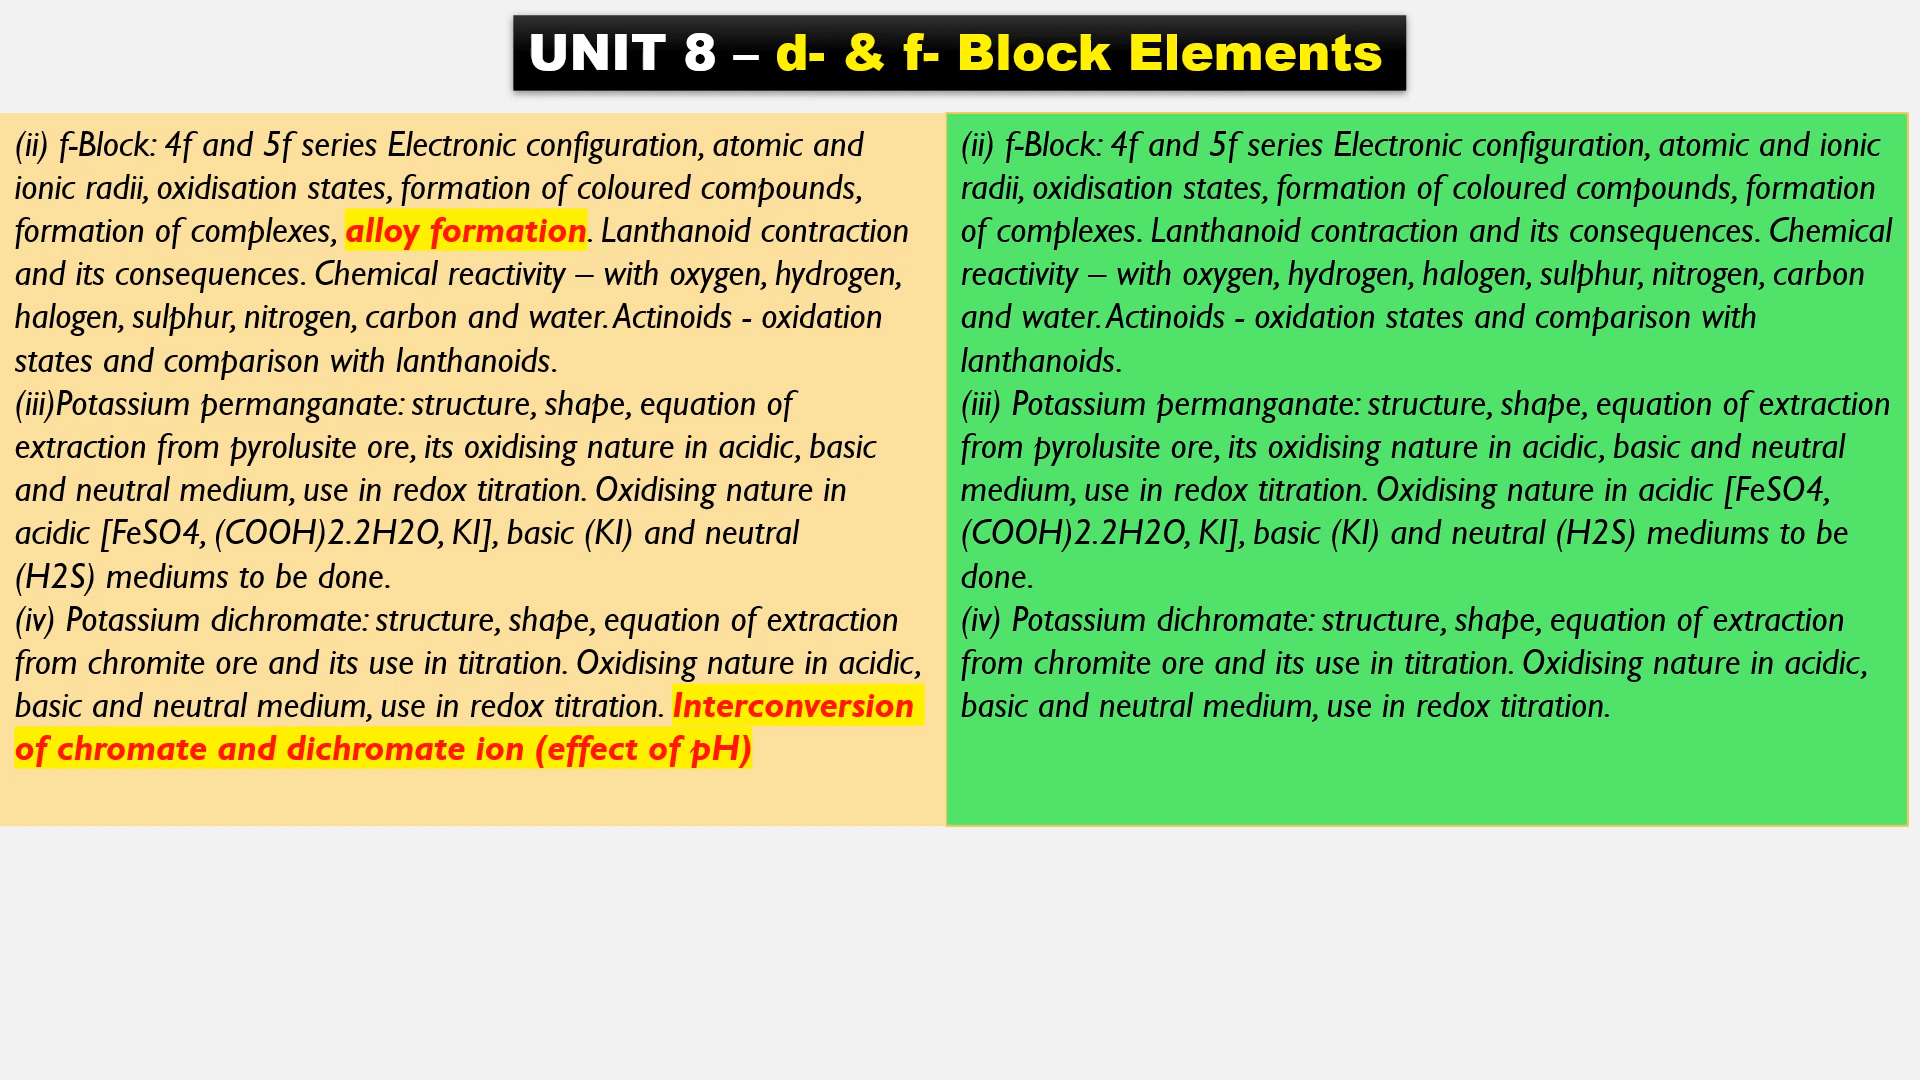 UNIT 8 – d- & f- Block Elements
(ii) f-Block: 4f and 5f series Electronic configuration, atomic and
ionic radii, oxidisation states, formation of coloured compounds,
formation of complexes, alloy formation. Lanthanoid contraction
and its consequences. Chemical reactivity – with oxygen, hydrogen,
halogen, sulphur, nitrogen, carbon and water. Actinoids - oxidation
states and comparison with lanthanoids.
(iii)Potassium permanganate: structure, shape, equation of
extraction from pyrolusite ore, its oxidising nature in acidic, basic
and neutral medium, use in redox titration. Oxidising nature in
acidic [FeSO4, (COOH)2.2H2O, KI], basic (KI) and neutral
(H2S) mediums to be done.
(iv) Potassium dichromate: structure, shape, equation of extraction
from chromite ore and its use in titration. Oxidising nature in acidic,
basic and neutral medium, use in redox titration. Interconversion
of chromate and dichromate ion (effect of pH)
(ii) f-Block: 4f and 5f series Electronic configuration, atomic and ionic
radii, oxidisation states, formation of coloured compounds, formation
of complexes. Lanthanoid contraction and its consequences. Chemical
reactivity – with oxygen, hydrogen, halogen, sulphur, nitrogen, carbon
and water. Actinoids - oxidation states and comparison with
lanthanoids.
(iii) Potassium permanganate: structure, shape, equation of extraction
from pyrolusite ore, its oxidising nature in acidic, basic and neutral
medium, use in redox titration. Oxidising nature in acidic [FeSO4,
(COOH)2.2H2O, KI], basic (KI) and neutral (H2S) mediums to be
done.
(iv) Potassium dichromate: structure, shape, equation of extraction
from chromite ore and its use in titration. Oxidising nature in acidic,
basic and neutral medium, use in redox titration.